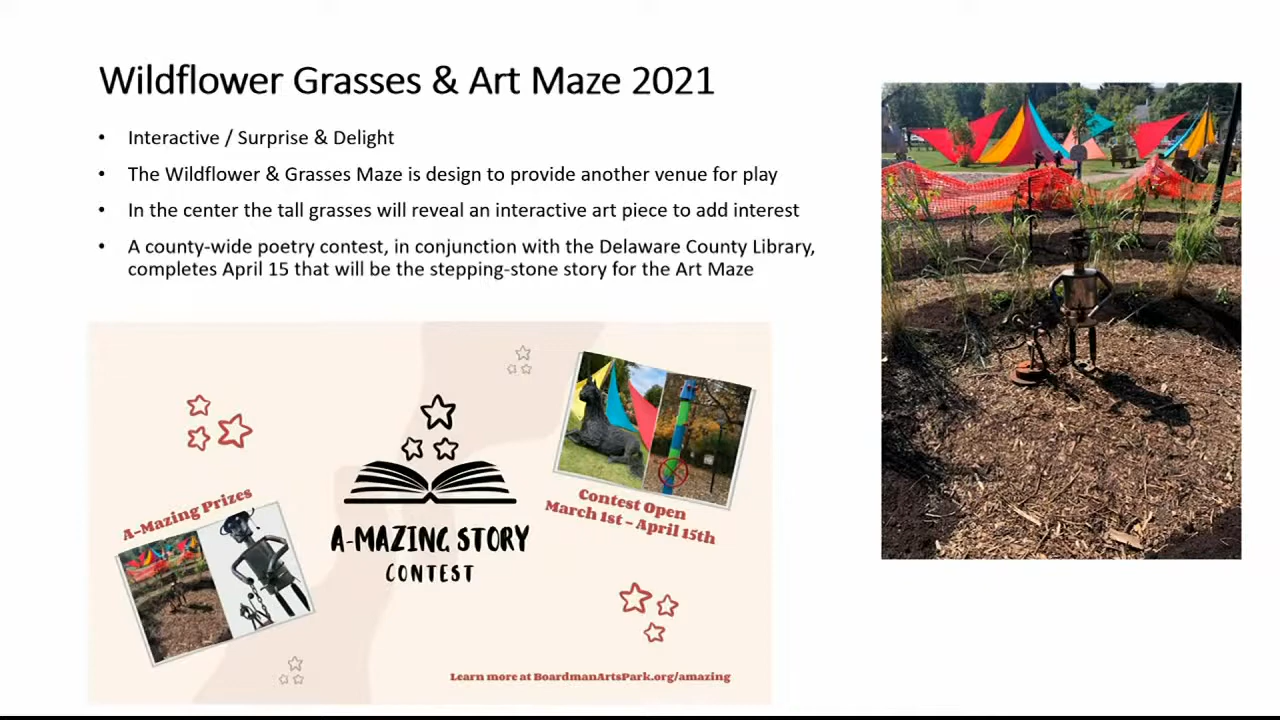 Wildflower Grasses & Art Maze 2021
• Interactive / Surprise & Delight
• The Wildflower & Grasses Maze is design to provide another venue for play
• In the center the tall grasses will reveal an interactive art piece to add interest
• A county-wide poetry contest, in conjunction with the Delaware County Library,
completes April 15 that will be the stepping-stone story for the Art Maze
A-Mazing Prizes
A-MAZING STORY
CONTEST
Contest Open
March 1st - April 15th
Learn more at BoardmanArtsPark.org/amazing